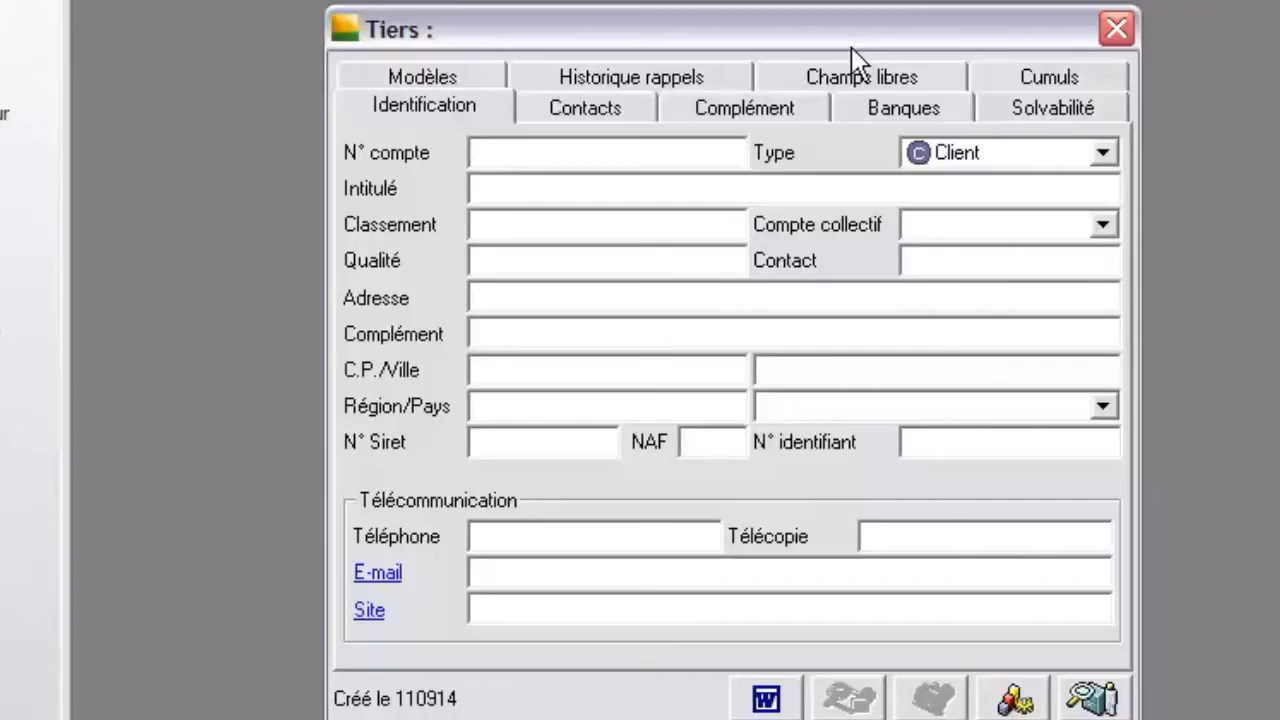 Tiers :
ur
Modèles Historique rappels Champs libres Cumuls
Identification Contacts Complément Banques Solvabilité
N° compte Type C Client
Intitulé
Classement Compte collectif
Qualité Contact
Adresse
Complément
C.P./Ville
Région/Pays
N° Siret NAF N° identifiant
Télécommunication
Téléphone Télécopie
E-mail
Site
Créé le 110914 W